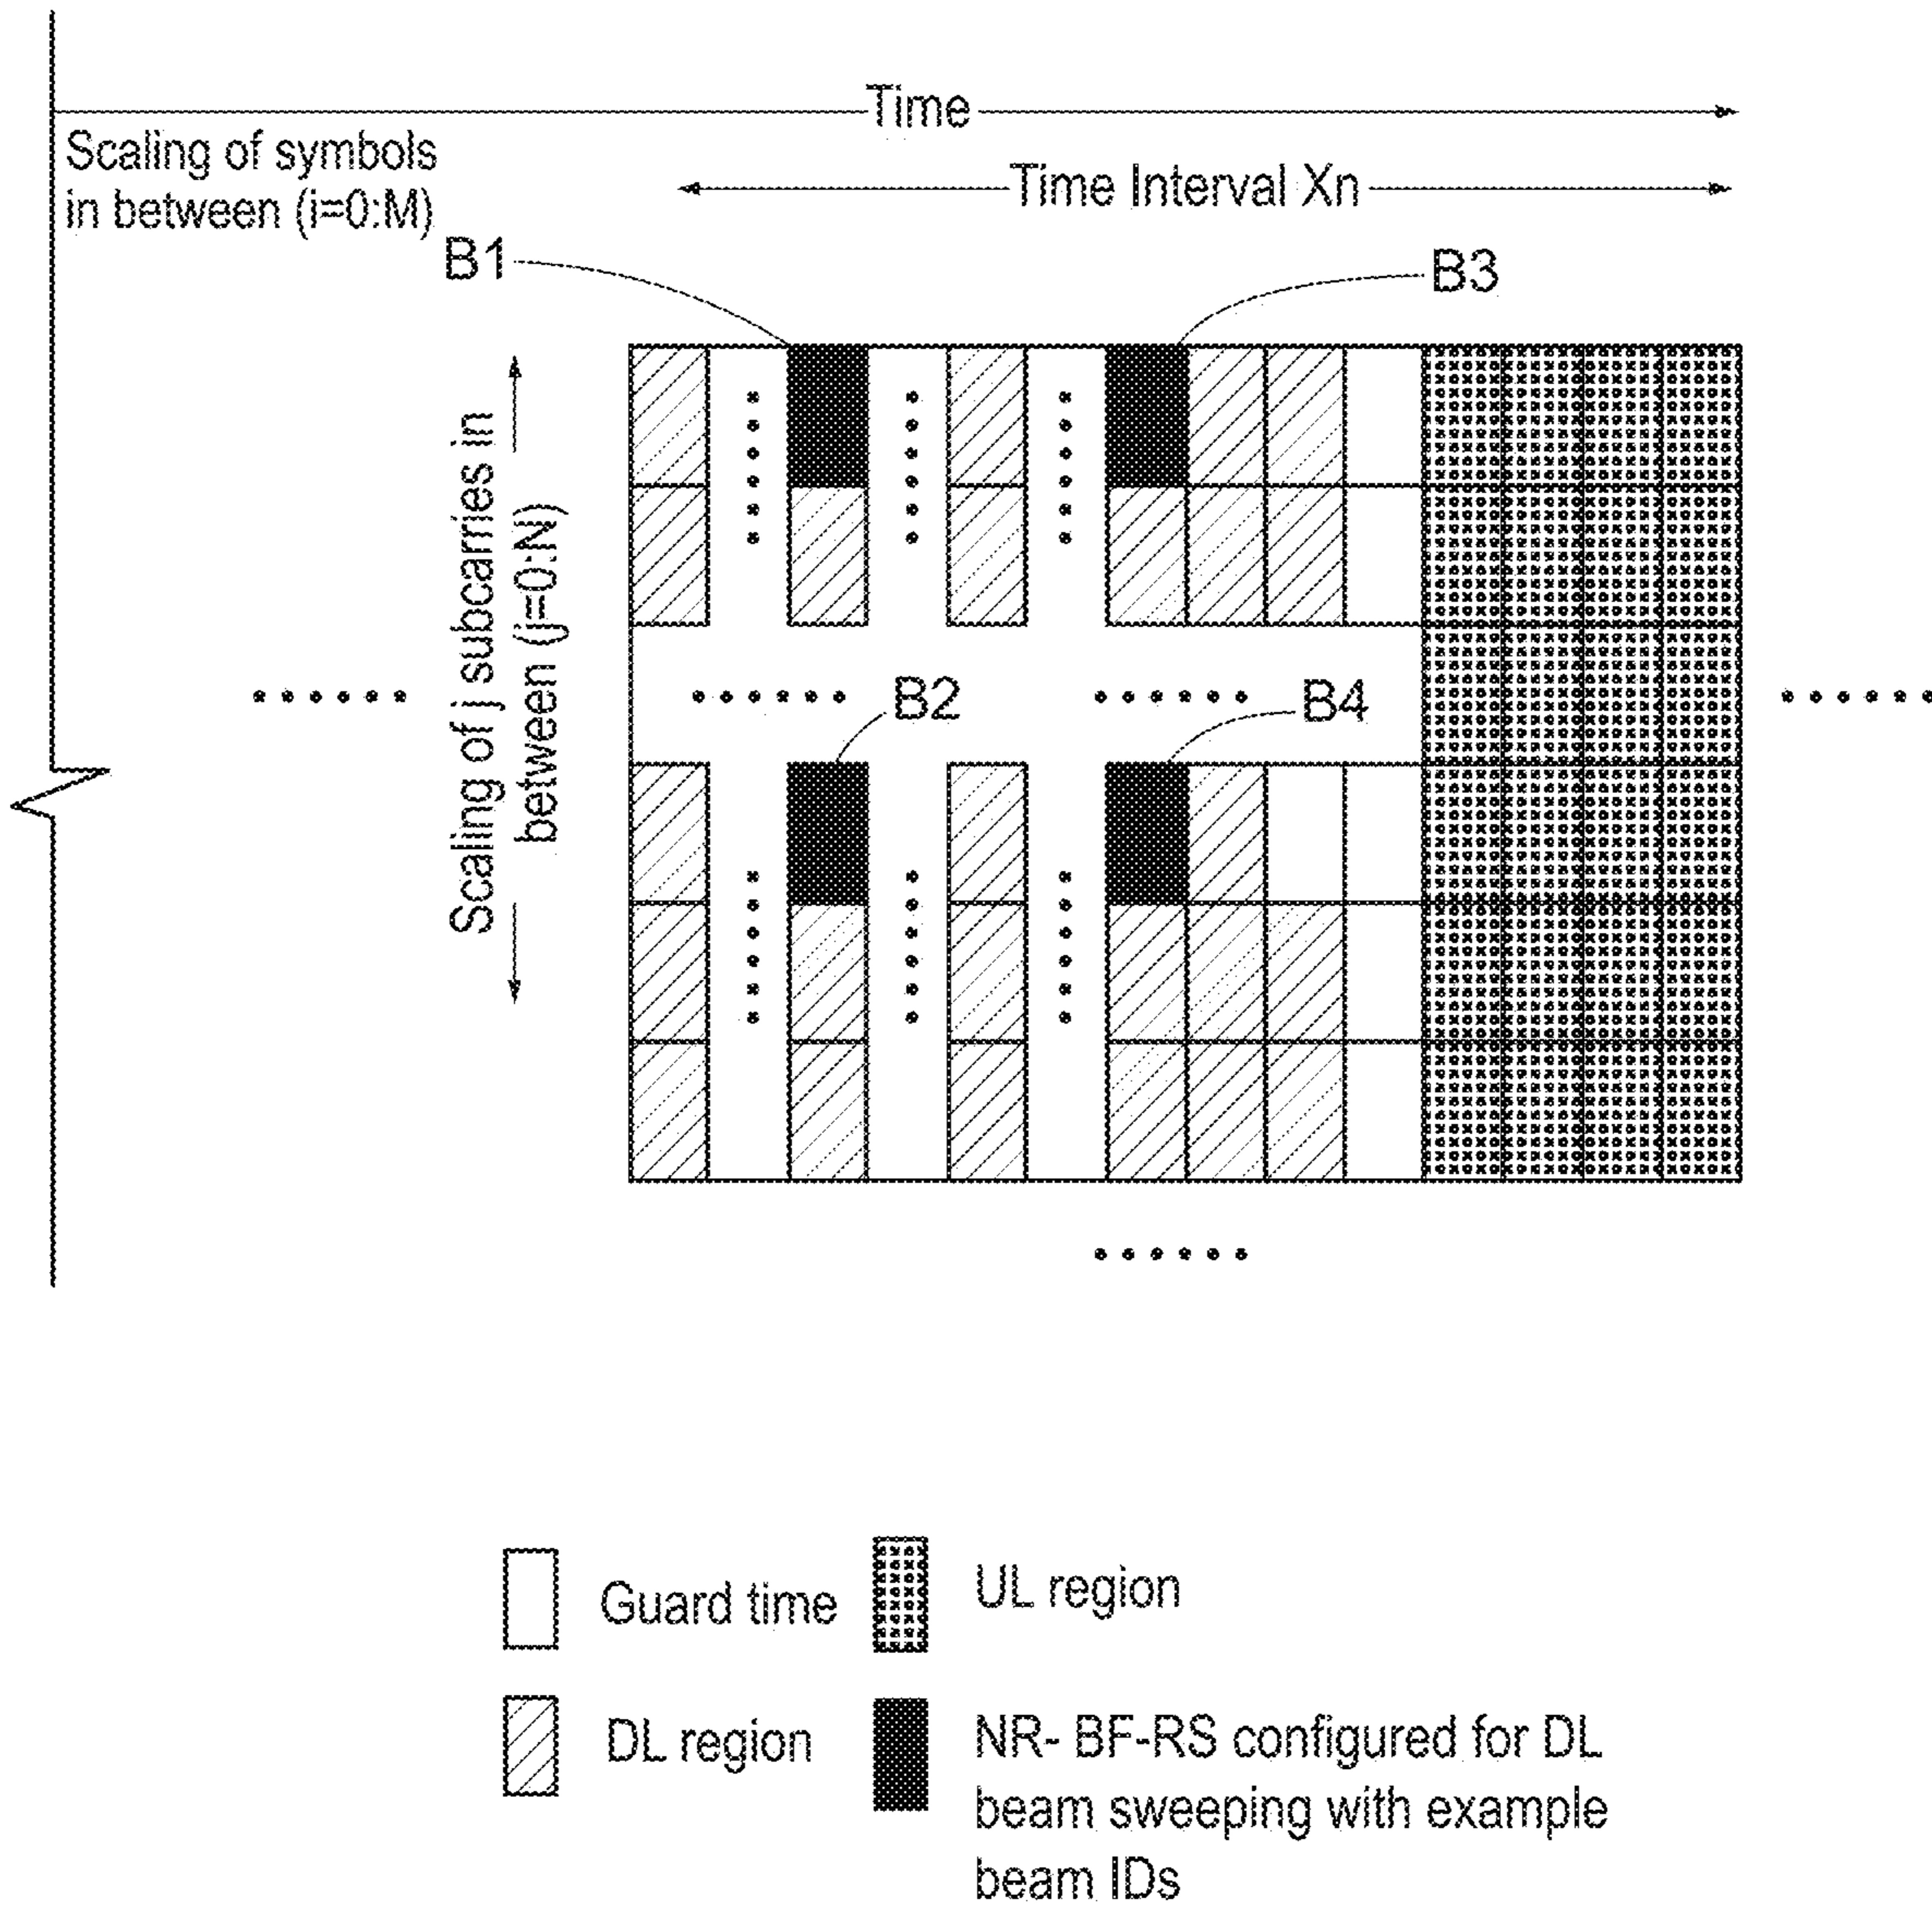 Time
Scaling of symbols
in between (i=0:M)
Time Interval Xn
B1
B3
Scaling of j subcarries in
between (j=0:N)
B2
B4
Guard time
UL region
DL region
NR- BF-RS configured for DL
beam sweeping with example
beam IDs